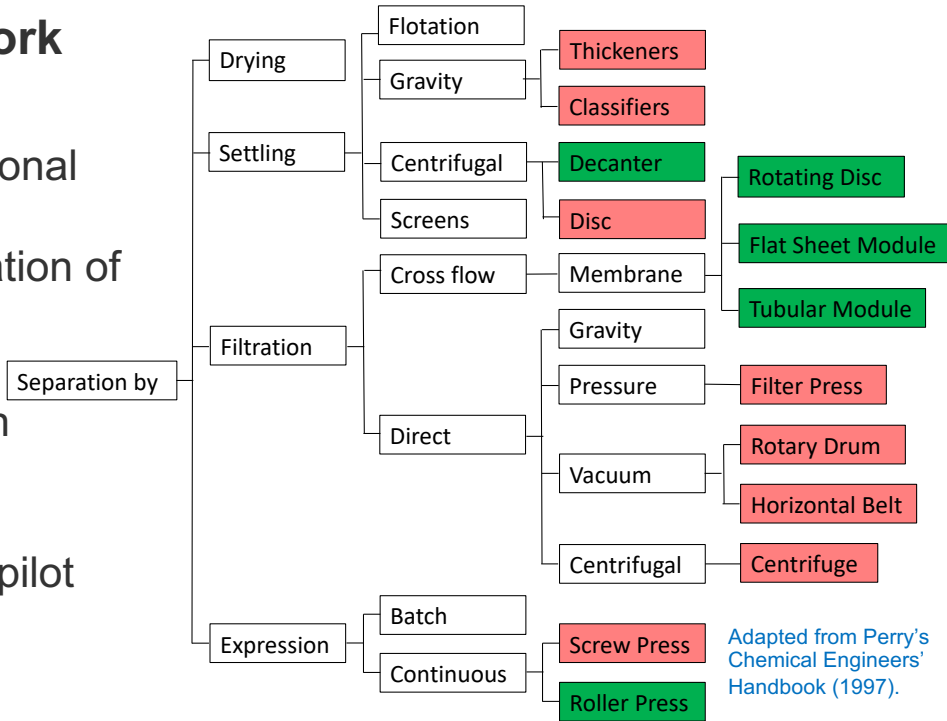 ork
onal
ation of
n
pilot
Separation by
Drying
Settling
Filtration
Expression
Flotation
Gravity
Centrifugal
Screens
Cross flow
Direct
Batch
Continuous
Thickeners
Classifiers
Decanter
Disc
Membrane
Gravity
Pressure
Vacuum
Centrifugal
Screw Press
Roller Press
Rotating Disc
Flat Sheet Module
Tubular Module
Filter Press
Rotary Drum
Horizontal Belt
Centrifuge
Adapted from Perry's
Chemical Engineers'
Handbook (1997).